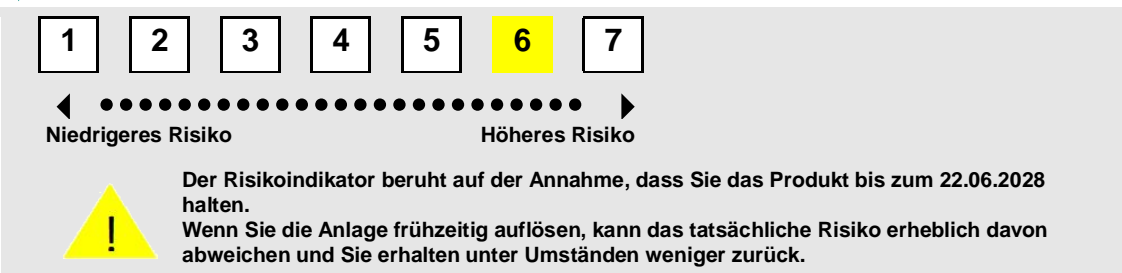 1 2 3 4 5 6 7
Niedrigeres Risiko Höheres Risiko
Der Risikoindikator beruht auf der Annahme, dass Sie das Produkt bis zum 22.06.2028
halten.
! Wenn Sie die Anlage frühzeitig auflösen, kann das tatsächliche Risiko erheblich davon
abweichen und Sie erhalten unter Umständen weniger zurück.